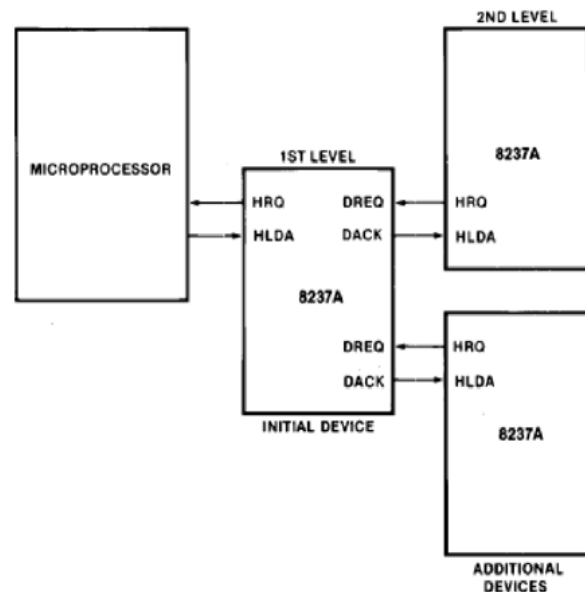 2ND LEVEL
8237A
MICROPROCESSOR
1ST LEVEL
HRQ DREQ HRQ
HLDA DACK HLDA
8237A
DREQ HRQ
DACK HLDA
INITIAL DEVICE
8237A
ADDITIONAL
DEVICES